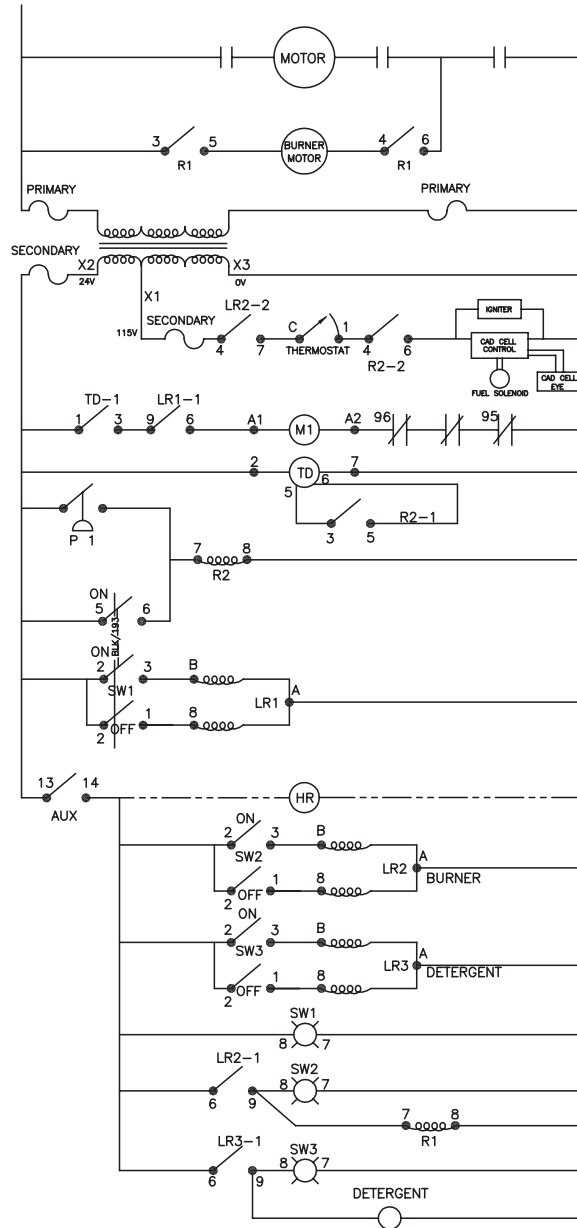 MOTOR
3 5 BURNER 4 6
MOTOR
R1 R1
PRIMARY PRIMARY
SECONDARY
X2 X3
24V 0V
X1
115V SECONDARY
LR2-2
4 7
C 1
THERMOSTAT
4 6
R2-2
IGNITER
CAD CELL
CONTROL
FUEL SOLENOID
CAD CELL
EYE
TD-1 LR1-1
1 3 9 6 A1 M1 A2 96 95
2 TD 7
5 6
3 5 R2-1
P 1
7 8
R2
ON
5 6
BLK/193
ON
2 3 B
SW1
A
LR1
OFF
2 1 8
13 14
AUX
HR
ON
2 3 B
SW2
A
LR2
BURNER
OFF
2 1 8
ON
2 3 B
SW3
A
LR3
DETERGENT
OFF
2 1 8
SW1
8 7
LR2-1
6 9
SW2
8 7
7 8
R1
LR3-1
6 9
SW3
8 7
DETERGENT